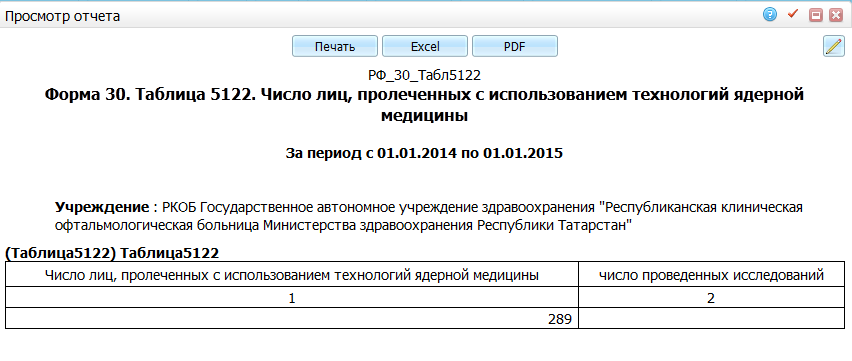 Просмотр отчета
Печать Excel PDF
РФ_30_Табл5122
Форма 30. Таблица 5122. Число лиц, пролеченных с использованием технологий ядерной
медицины
За период с 01.01.2014 по 01.01.2015
Учреждение : РКОБ Государственное автономное учреждение здравоохранения "Республиканская клиническая
офтальмологическая больница Министерства здравоохранения Республики Татарстан"
(Таблица5122) Таблица5122
Число лиц, пролеченных с использованием технологий ядерной медицины число проведенных исследований
1 2
289